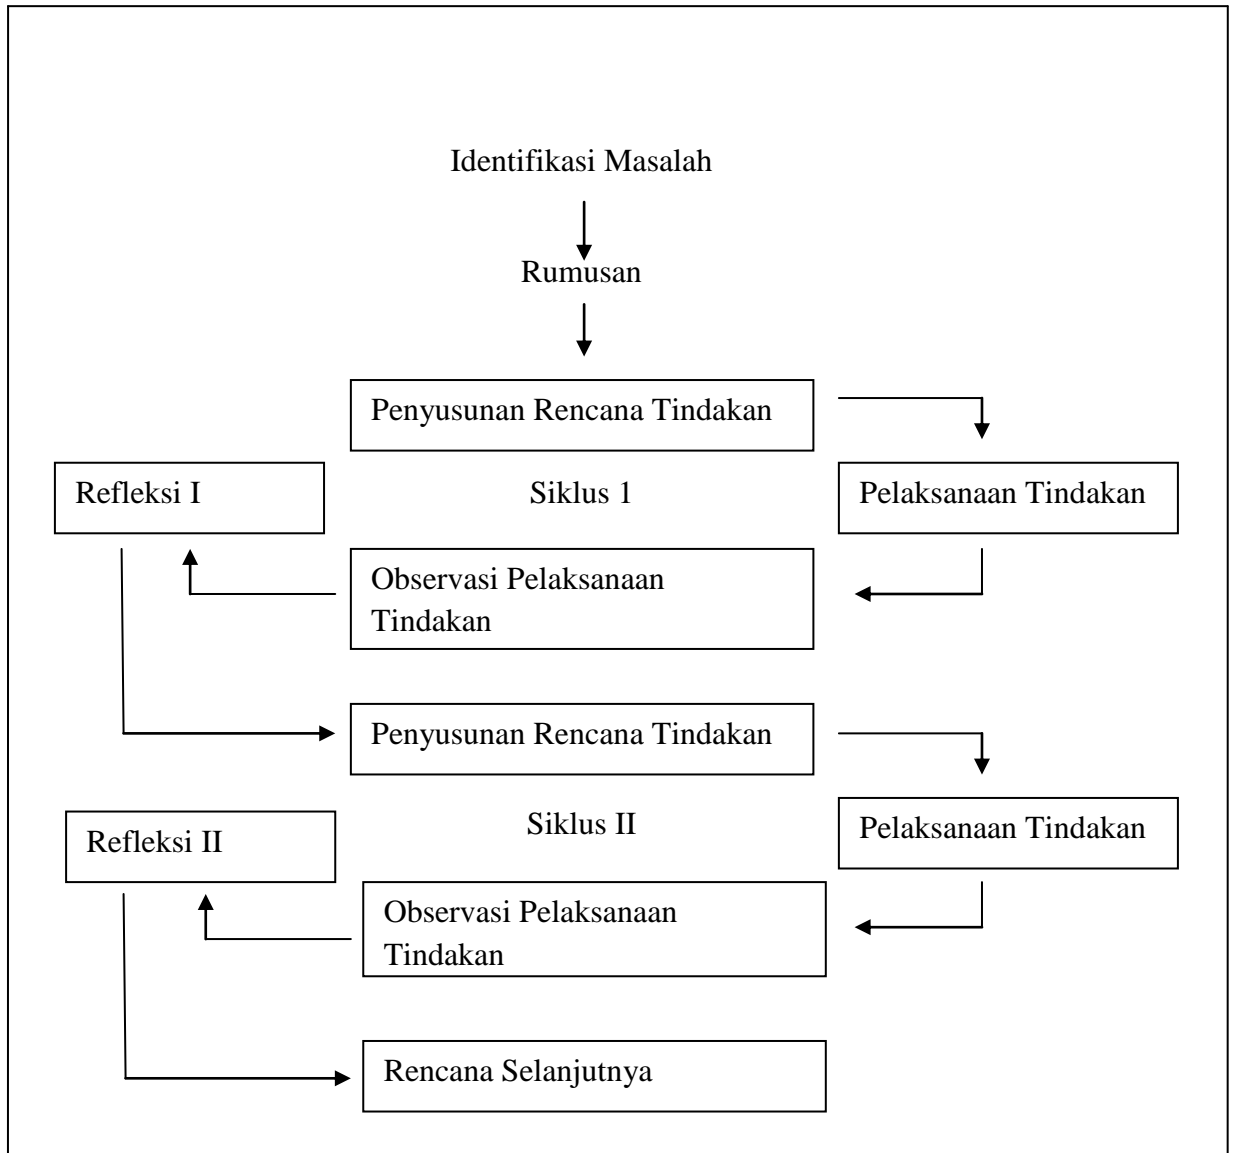 Identifikasi Masalah
Rumusan
Penyusunan Rencana Tindakan
Refleksi I
Siklus 1
Pelaksanaan Tindakan
Observasi Pelaksanaan
Tindakan
Penyusunan Rencana Tindakan
Refleksi II
Siklus II
Pelaksanaan Tindakan
Observasi Pelaksanaan
Tindakan
Rencana Selanjutnya